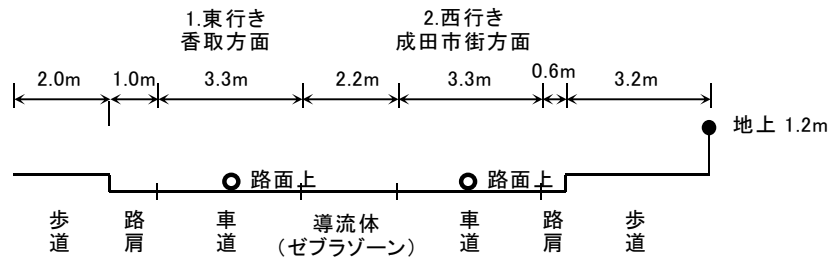 1.東行き
香取方面
2.西行き
成田市街方面
2.0m
1.0m
3.3m
2.2m
3.3m
0.6m
3.2m
地上 1.2m
路面上
路面上
歩道
路肩
車道
導流体
（ゼブラゾーン）
車道
路肩
歩道